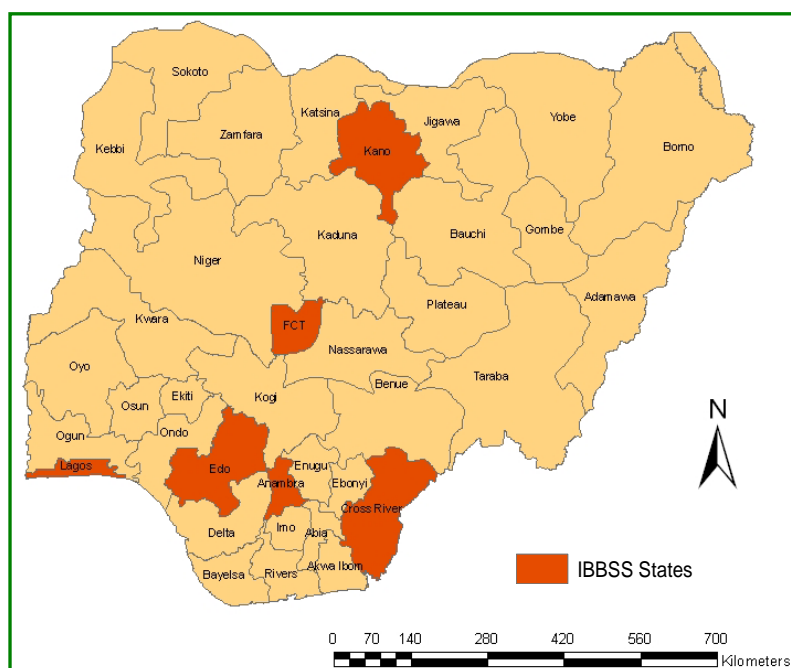 Sokoto
Katsina
Jigawa
Yobe
Zamfara
Borno
Kebbi
Kano
Kaduna
Bauchi
Gombe
Niger
Adamawa
Plateau
Kwara
FCT
Nassarawa
Oyo
Taraba
Benue
Ekiti
Kogi
Osun
Ogun
Ondo
Lagos
Edo
Enugu
Anambra
Ebonyi
Cross River
Delta
Imo
Abia
Akwa Ibom
Bayelsa
Rivers
N
IBBSS States
0 70 140 280 420 560 700
Kilometers